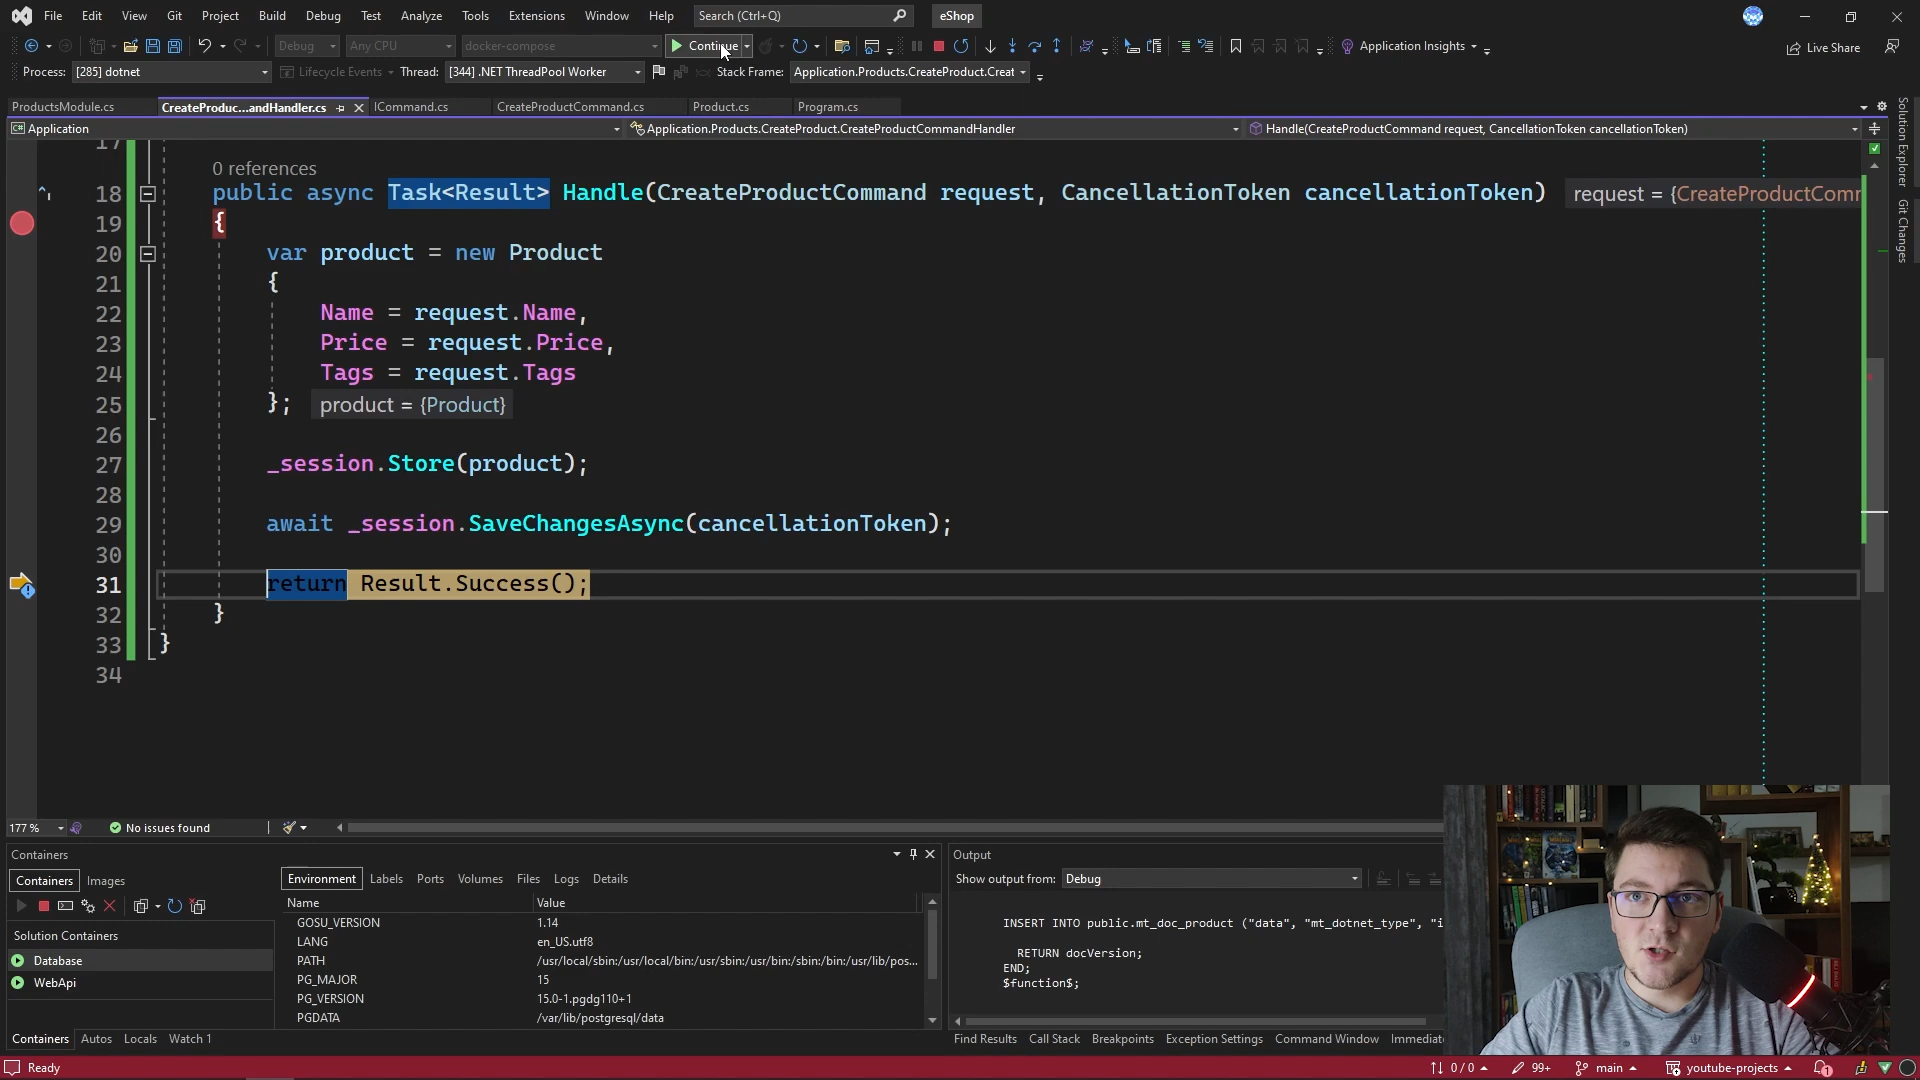 File Edit View Git Project Build Debug Test Analyze Tools Extensions Window Help Search (Ctrl+Q) eShop
Debug Any CPU docker-compose Continue Application Insights Live Share
Process: [285] dotnet Lifecycle Events Thread: [344] .NET ThreadPool Worker Stack Frame: Application.Products.CreateProduct.Creat
ProductsModule.cs CreateProduc...andHandler.cs ICommand.cs CreateProductCommand.cs Product.cs Program.cs
C# Application Application.Products.CreateProduct.CreateProductCommandHandler Handle(CreateProductCommand request, CancellationToken cancellationToken)
Solution Explorer
Git Changes
17
0 references
18 public async Task<Result> Handle(CreateProductCommand request, CancellationToken cancellationToken) request = {CreateProductComm
19 {
20 var product = new Product
21 {
22 Name = request.Name,
23 Price = request.Price,
24 Tags = request.Tags
25 }; product = {Product}
26
27 _session.Store(product);
28
29 await _session.SaveChangesAsync(cancellationToken);
30
31 return Result.Success();
32 }
33 }
34
177 % No issues found
Containers
Containers Images
Solution Containers
Database
WebApi
Environment Labels Ports Volumes Files Logs Details
Name Value
GOSU_VERSION 1.14
LANG en_US.utf8
PATH /usr/local/sbin:/usr/local/bin:/usr/sbin:/usr/bin:/sbin:/bin:/usr/lib/pos...
PG_MAJOR 15
PG_VERSION 15.0-1.pgdg110+1
PGDATA /var/lib/postgresql/data
Output
Show output from: Debug
INSERT INTO public.mt_doc_product ("data", "mt_dotnet_type", "i
RETURN docVersion;
END;
$function$;
Containers Autos Locals Watch 1
Find Results Call Stack Breakpoints Exception Settings Command Window Immediate
Ready 0 / 0 99+ main youtube-projects 1